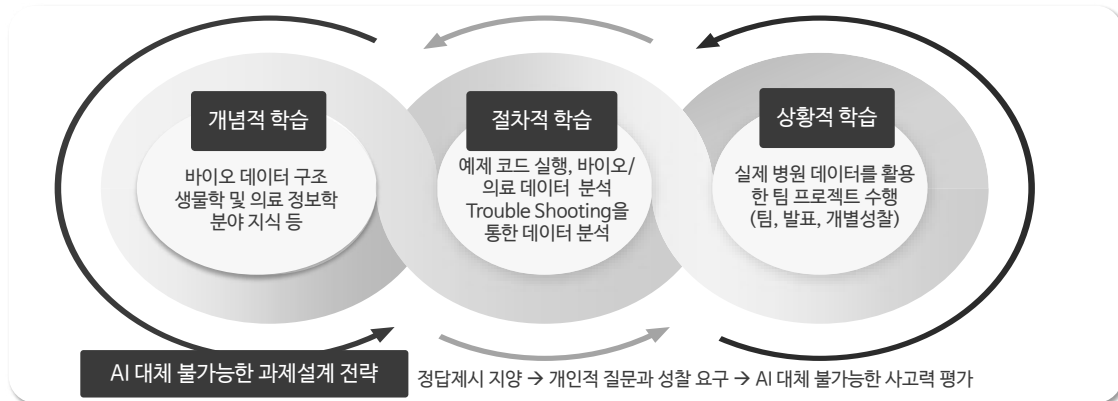 개념적 학습
바이오 데이터 구조
생물학 및 의료 정보학
분야 지식 등
절차적 학습
예제 코드 실행, 바이오/
의료 데이터 분석
Trouble Shooting을
통한 데이터 분석
상황적 학습
실제 병원 데이터를 활용
한 팀 프로젝트 수행
(팀, 발표, 개별성찰)
AI 대체 불가능한 과제설계 전략
정답제시 지양 → 개인적 질문과 성찰 요구 → AI 대체 불가능한 사고력 평가